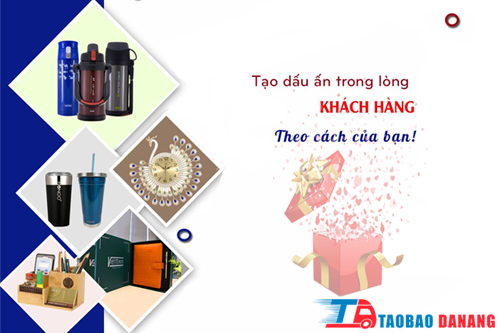 Tạo dấu ấn trong lòng
KHÁCH HÀNG
Theo cách của bạn!
TAOBAO DANANG